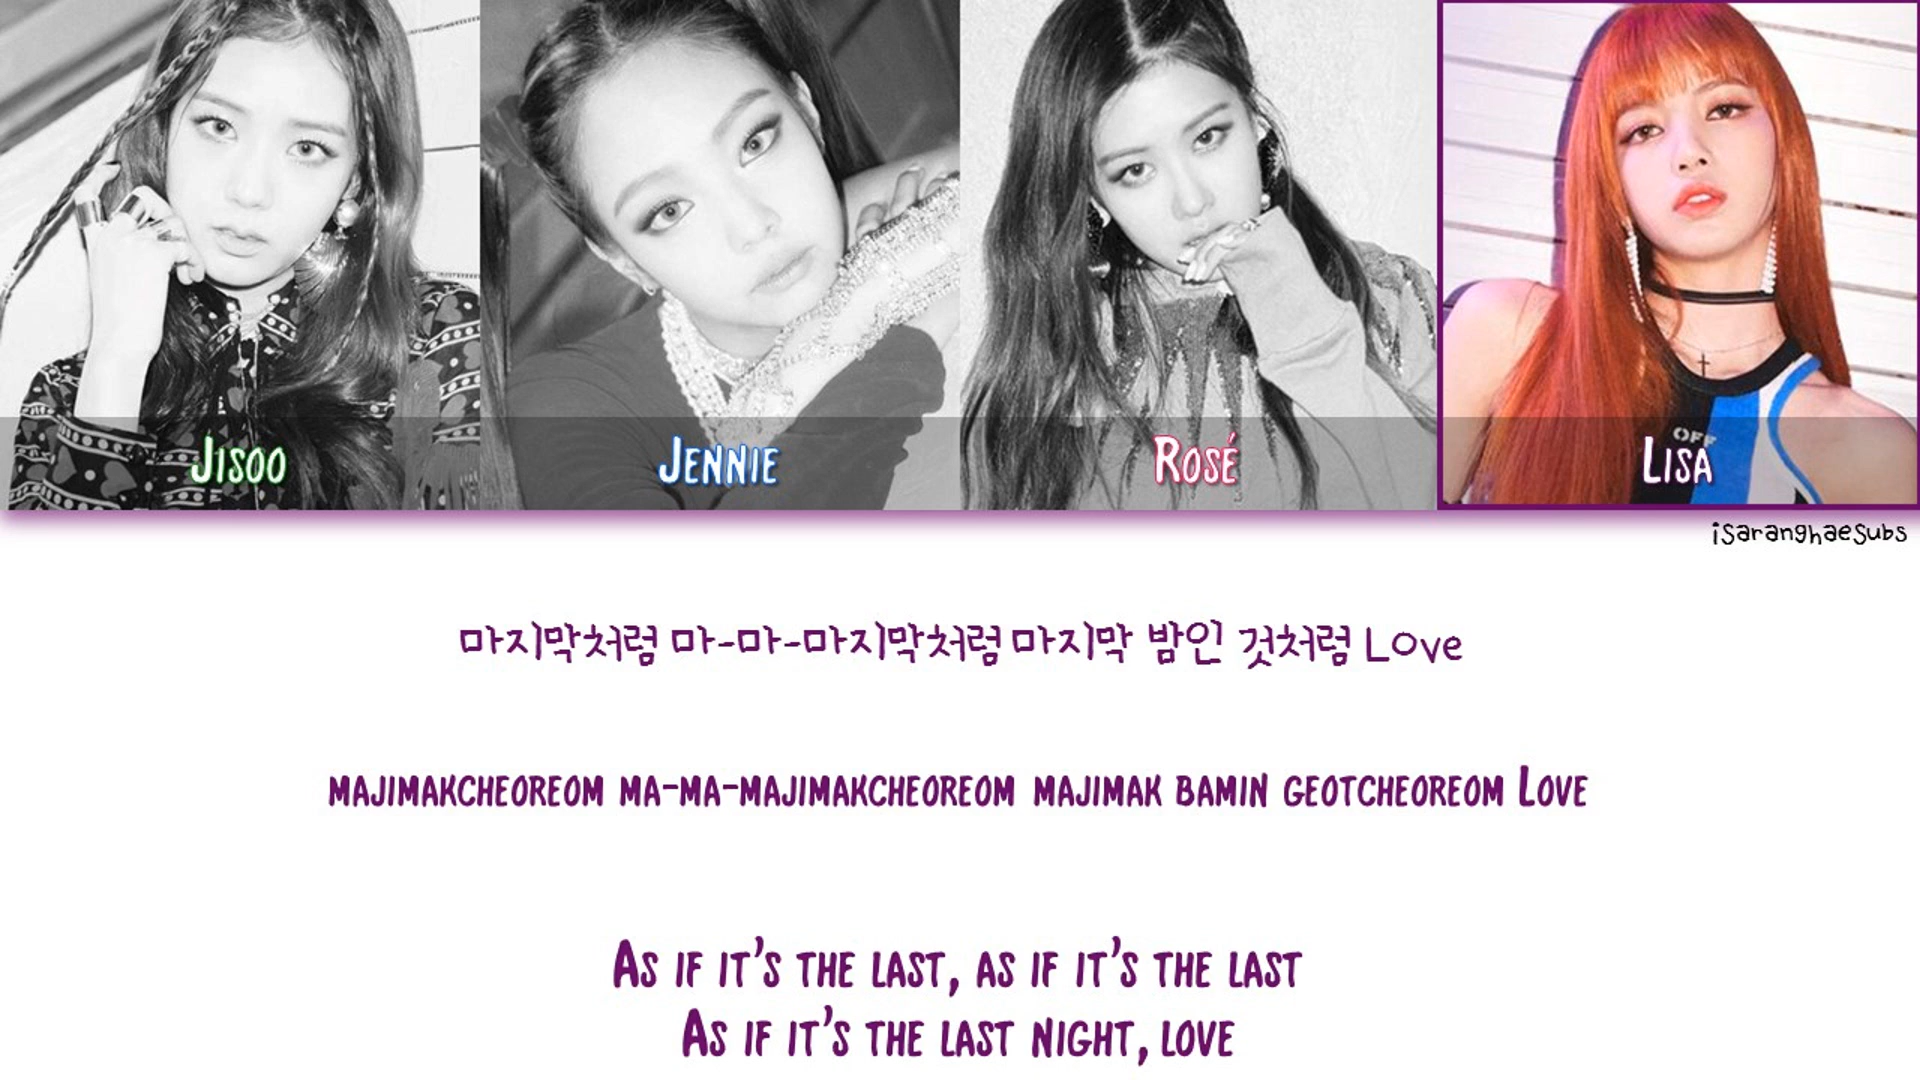 Jisoo
Jennie
Rosé
OFF
Lisa
isaranghaesubs
마지막처럼 마-마-마지막처럼 마지막 밤인 것처럼 Love
majimakcheoreom ma-ma-majimakcheoreom majimak bamin geotcheoreom Love
As if it's the last, as if it's the last
As if it's the last night, love